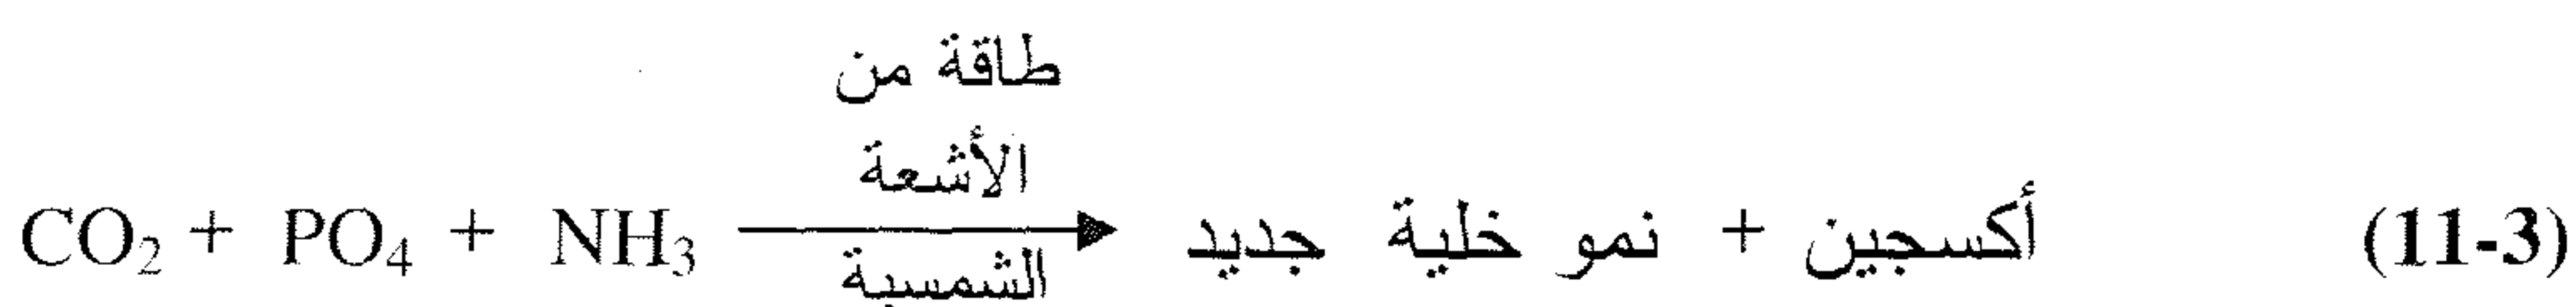 طاقة من
الأشعة
CO₂ + PO₄ + NH₃ ⟶ نمو خلية جديد + أكسجين (11-3)
الشمسية